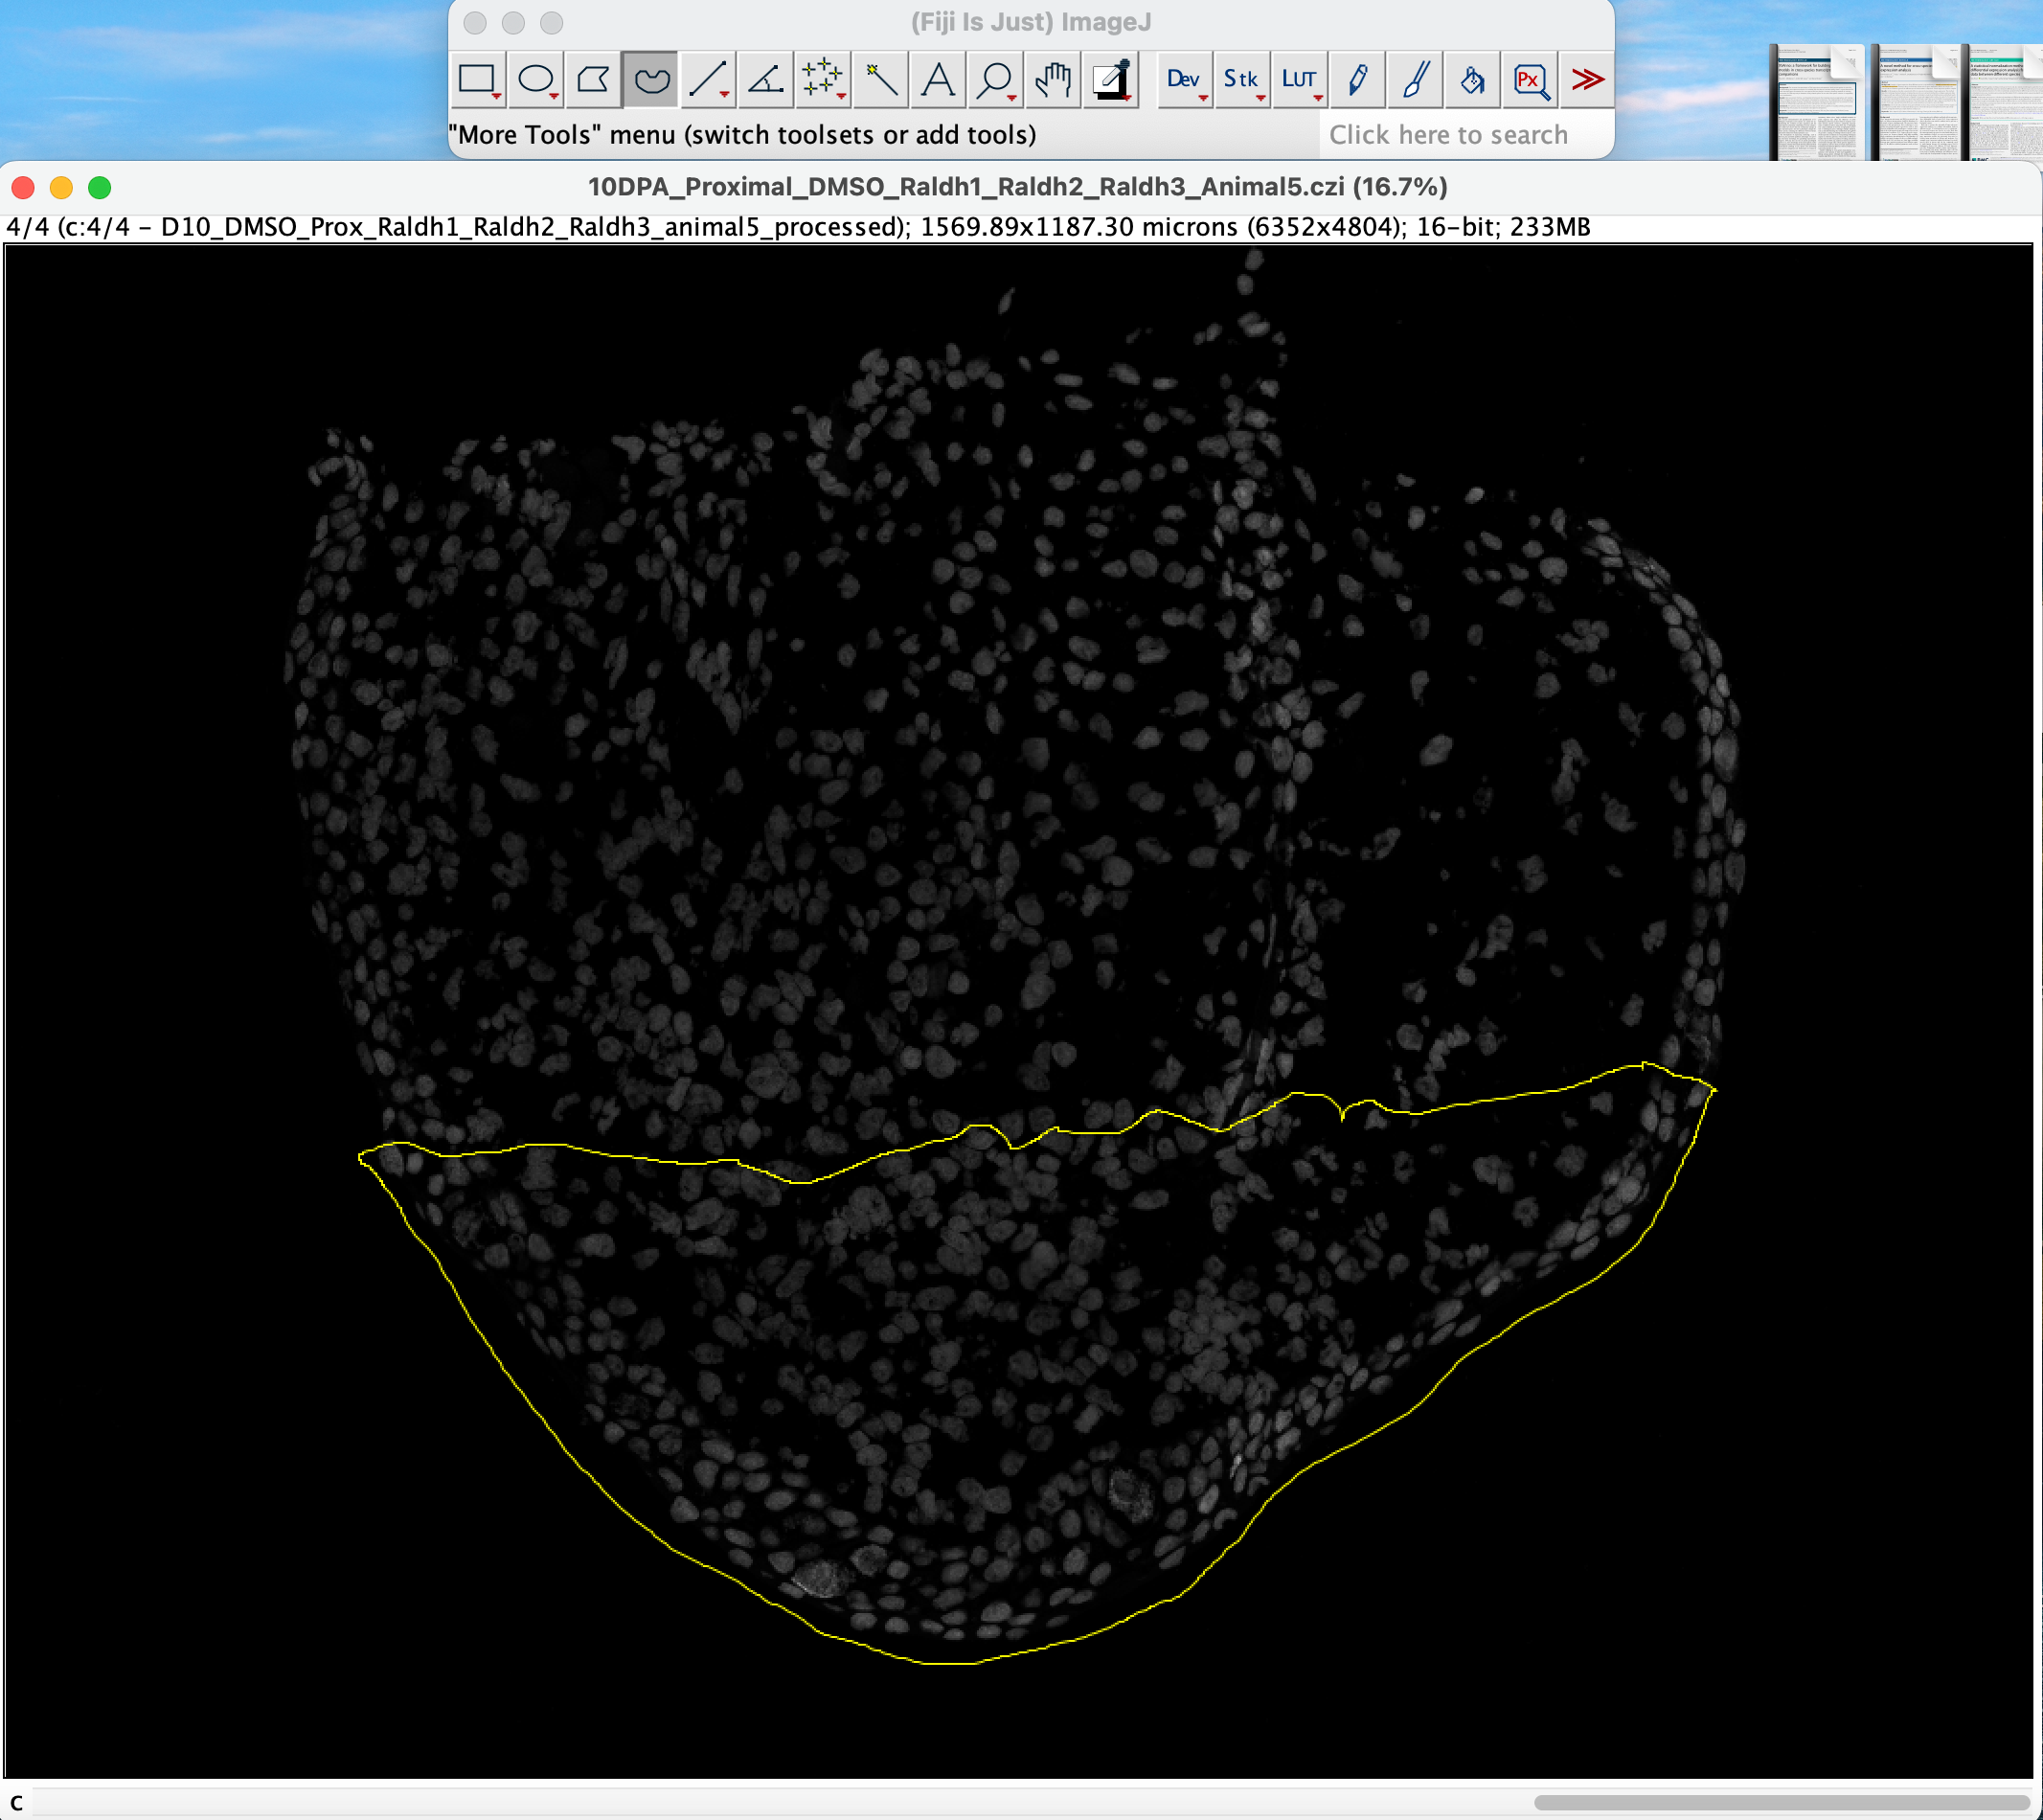 (Fiji Is Just) ImageJ
A
Dev
Stk
LUT
Px
"More Tools" menu (switch toolsets or add tools)
Click here to search
10DPA_Proximal_DMSO_Raldh1_Raldh2_Raldh3_Animal5.czi (16.7%)
4/4 (c:4/4 – D10_DMSO_Prox_Raldh1_Raldh2_Raldh3_animal5_processed); 1569.89x1187.30 microns (6352x4804); 16-bit; 233MB
C